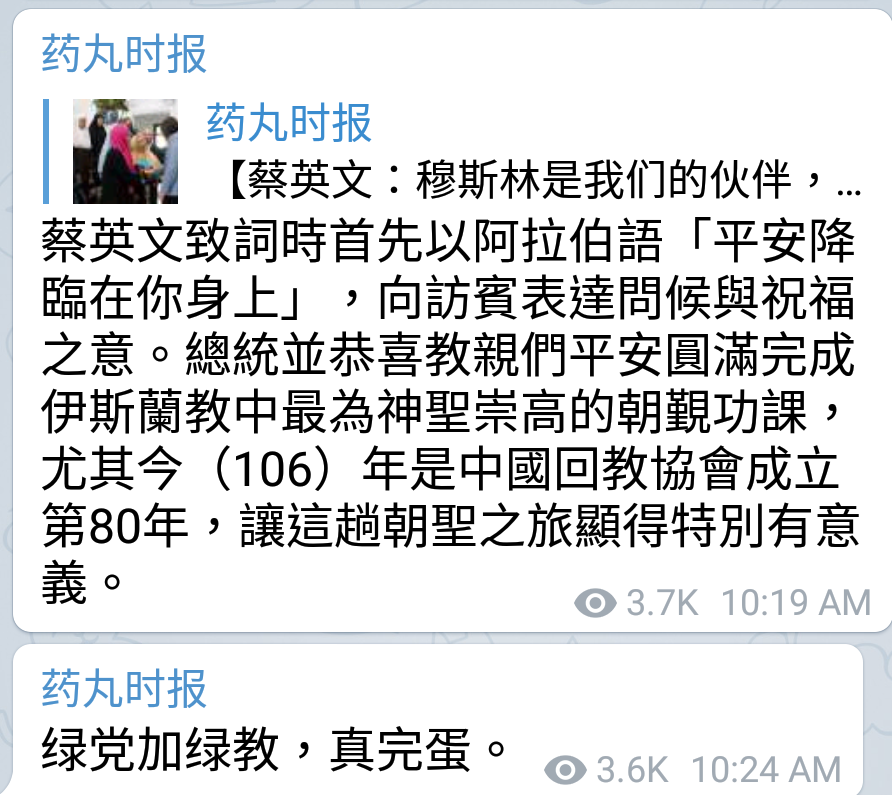 药丸时报
药丸时报
【蔡英文：穆斯林是我们的伙伴，...
蔡英文致詞時首先以阿拉伯語「平安降
臨在你身上」，向訪賓表達問候與祝福
之意。總統並恭喜教親們平安圓滿完成
伊斯蘭教中最為神聖崇高的朝覲功課，
尤其今（106）年是中國回教協會成立
第80年，讓這趟朝聖之旅顯得特別有意
義。
3.7K 10:19 AM
药丸时报
绿党加绿教，真完蛋。
3.6K 10:24 AM